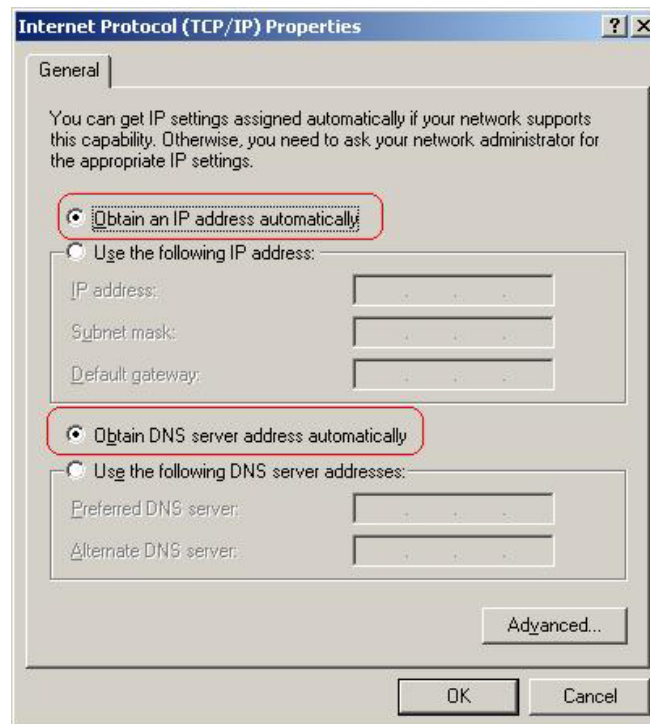 Internet Protocol (TCP/IP) Properties
General
You can get IP settings assigned automatically if your network supports
this capability. Otherwise, you need to ask your network administrator for
the appropriate IP settings.
Obtain an IP address automatically
Use the following IP address:
IP address:
Subnet mask:
Default gateway:
Obtain DNS server address automatically
Use the following DNS server addresses:
Preferred DNS server:
Alternate DNS server:
Advanced...
OK Cancel